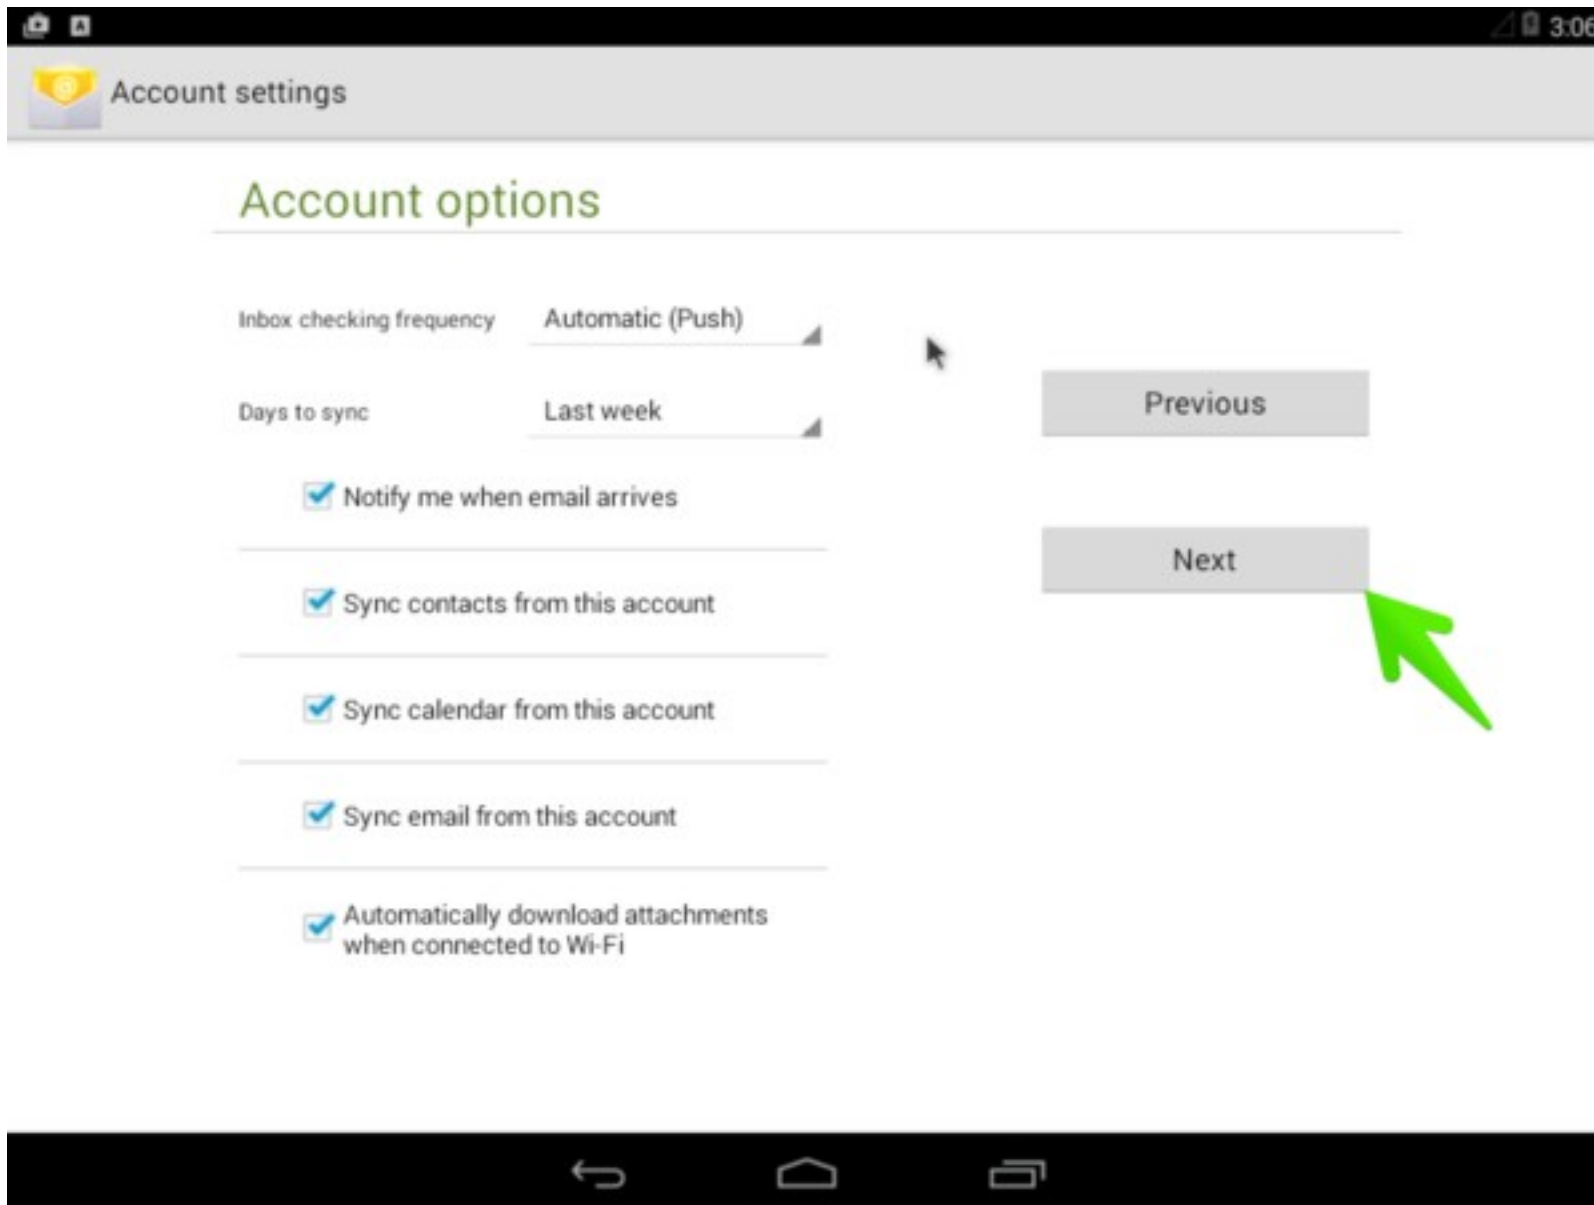 3:06
Account settings
Account options
Inbox checking frequency Automatic (Push)
Days to sync Last week
Previous
Notify me when email arrives
Next
Sync contacts from this account
Sync calendar from this account
Sync email from this account
Automatically download attachments
when connected to Wi-Fi